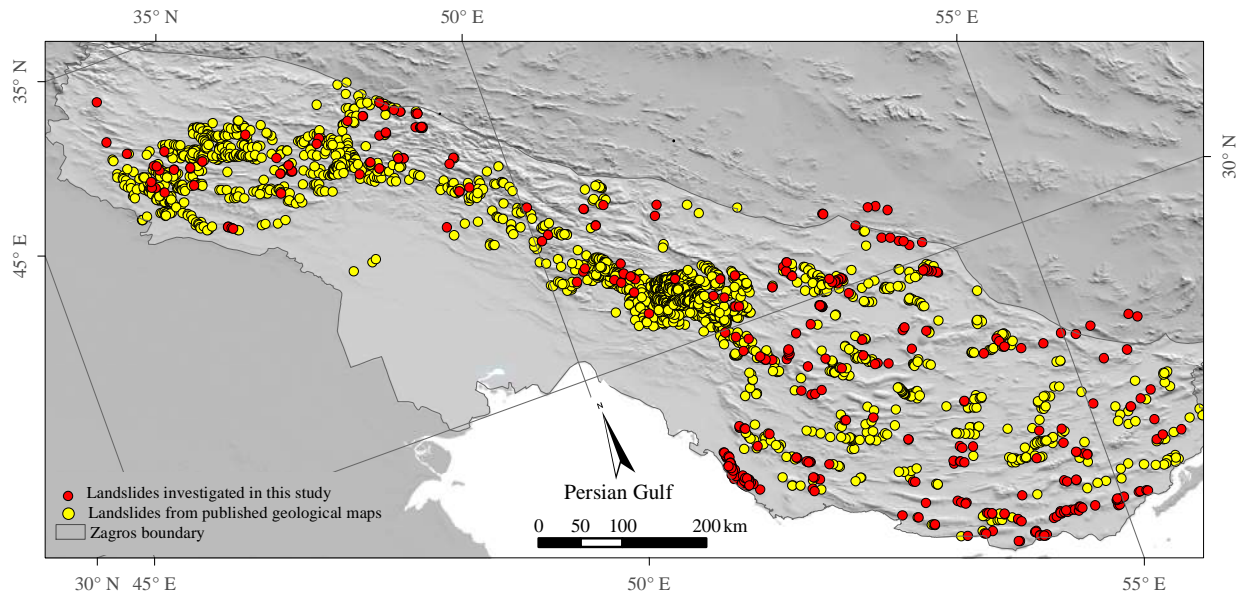 35° N 50° E 55° E
35° N
30° N
45° E
N
Persian Gulf
Landslides investigated in this study
Landslides from published geological maps
Zagros boundary
0 50 100 200 km
30° N 45° E 50° E 55° E